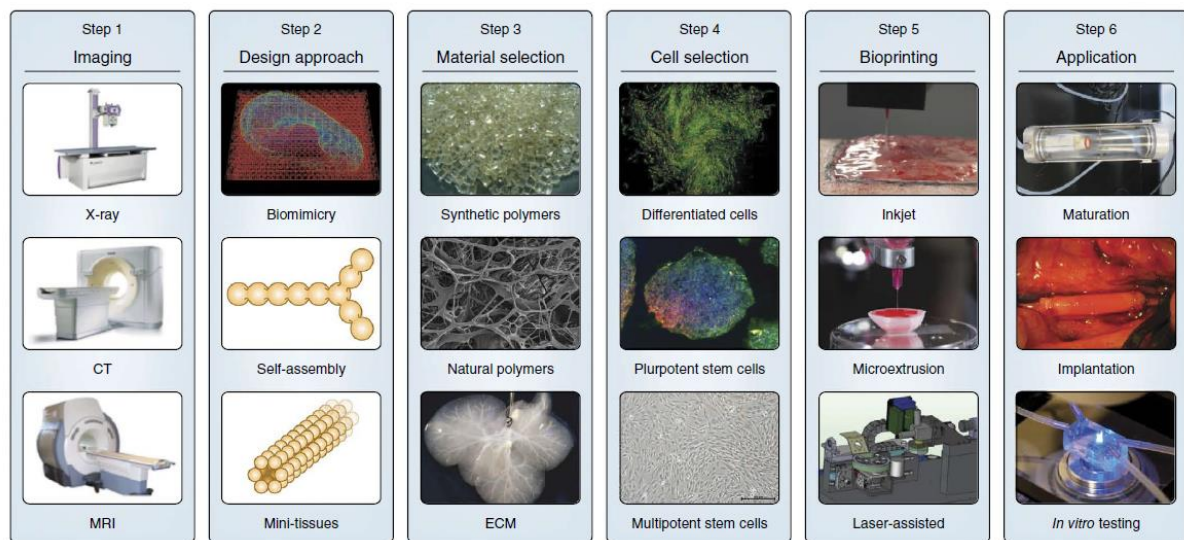 Step 1
Imaging
X-ray
CT
MRI
Step 2
Design approach
Biomimicry
Self-assembly
Mini-tissues
Step 3
Material selection
Synthetic polymers
Natural polymers
ECM
Step 4
Cell selection
Differentiated cells
Plurpotent stem cells
Multipotent stem cells
Step 5
Bioprinting
Inkjet
Microextrusion
Laser-assisted
Step 6
Application
Maturation
Implantation
In vitro testing